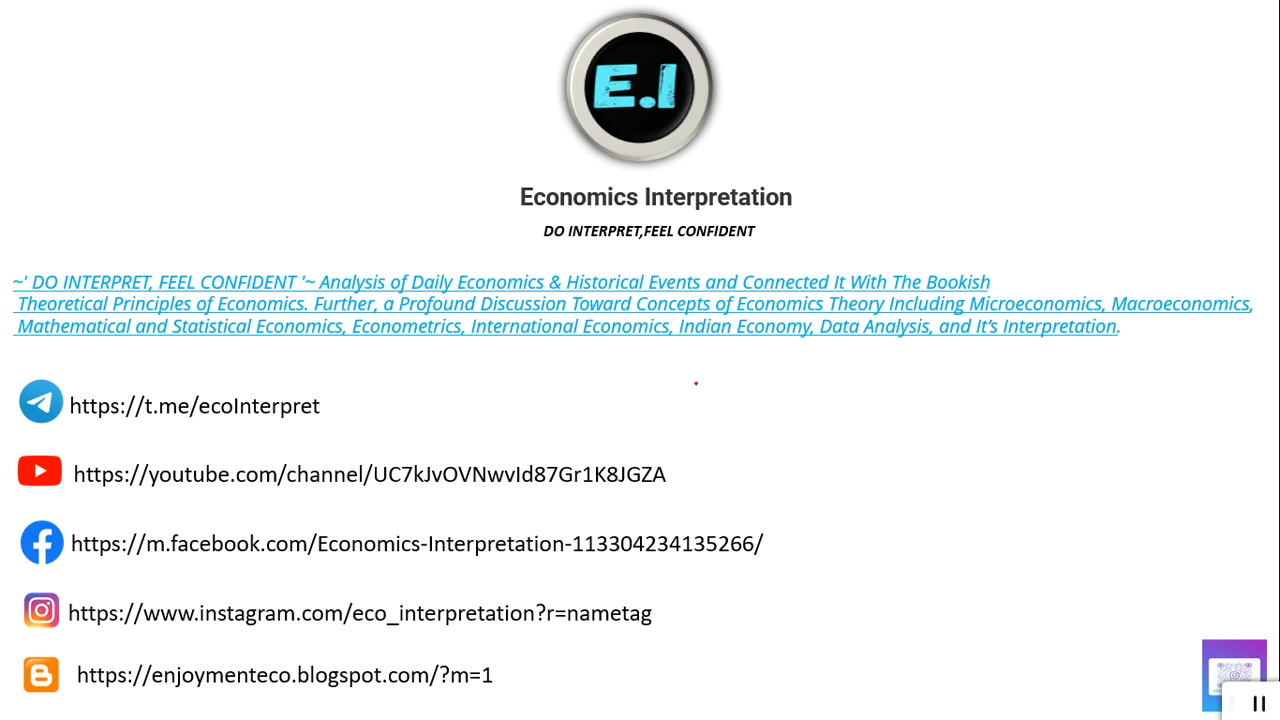 E.I
Economics Interpretation
DO INTERPRET,FEEL CONFIDENT
~' DO INTERPRET, FEEL CONFIDENT '~ Analysis of Daily Economics & Historical Events and Connected It With The Bookish
Theoretical Principles of Economics. Further, a Profound Discussion Toward Concepts of Economics Theory Including Microeconomics, Macroeconomics,
Mathematical and Statistical Economics, Econometrics, International Economics, Indian Economy, Data Analysis, and It’s Interpretation.
https://t.me/ecoInterpret
https://youtube.com/channel/UC7kJvOVNwvId87Gr1K8JGZA
https://m.facebook.com/Economics-Interpretation-113304234135266/
https://www.instagram.com/eco_interpretation?r=nametag
https://enjoymenteco.blogspot.com/?m=1